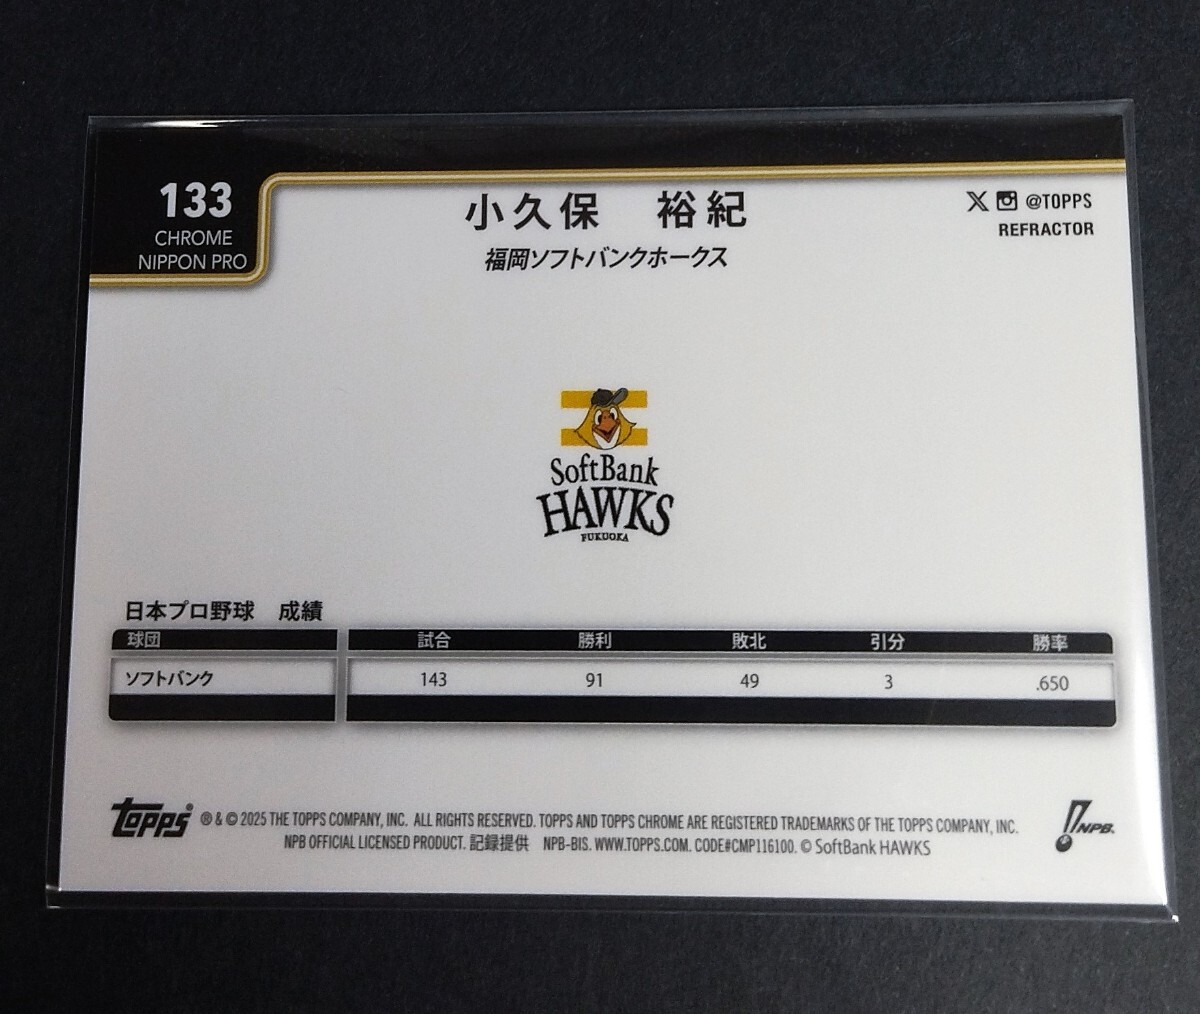 133
CHROME
NIPPON PRO
小久保 裕紀
福岡ソフトバンクホークス
@TOPPS
REFRACTOR
SoftBank
HAWKS
FUKUOKA
日本プロ野球 成績
球団 試合 勝利 敗北 引分 勝率
ソフトバンク 143 91 49 3 .650
topps ® & © 2025 THE TOPPS COMPANY, INC. ALL RIGHTS RESERVED. TOPPS AND TOPPS CHROME ARE REGISTERED TRADEMARKS OF THE TOPPS COMPANY, INC.
NPB OFFICIAL LICENSED PRODUCT. 記録提供 NPB-BIS. WWW.TOPPS.COM. CODE#CMP116100. © SoftBank HAWKS
NPB.